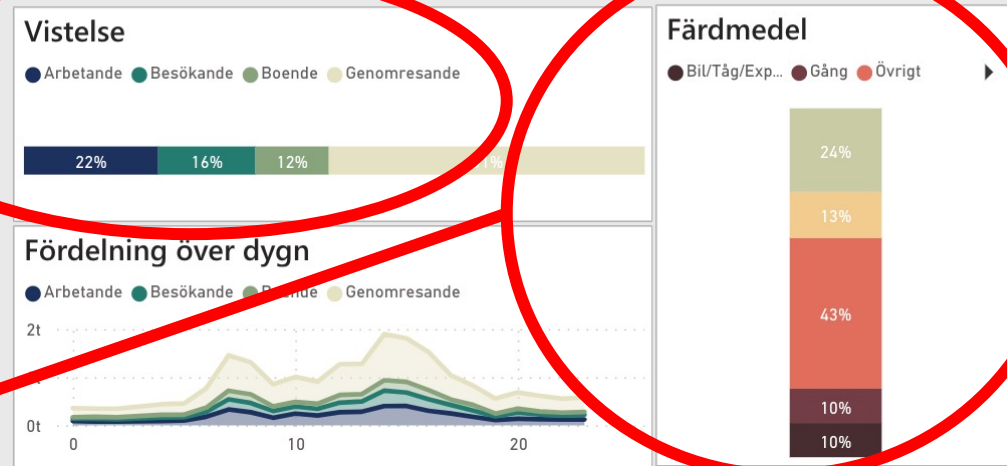 Vistelse
Arbetande Besökande Boende Genomresande
22% 16% 12%
Fördelning över dygn
Arbetande Besökande Genomresande
2t
0t
0 10 20
Färdmedel
Bil/Tåg/Exp... Gång Övrigt
24%
13%
43%
10%
10%